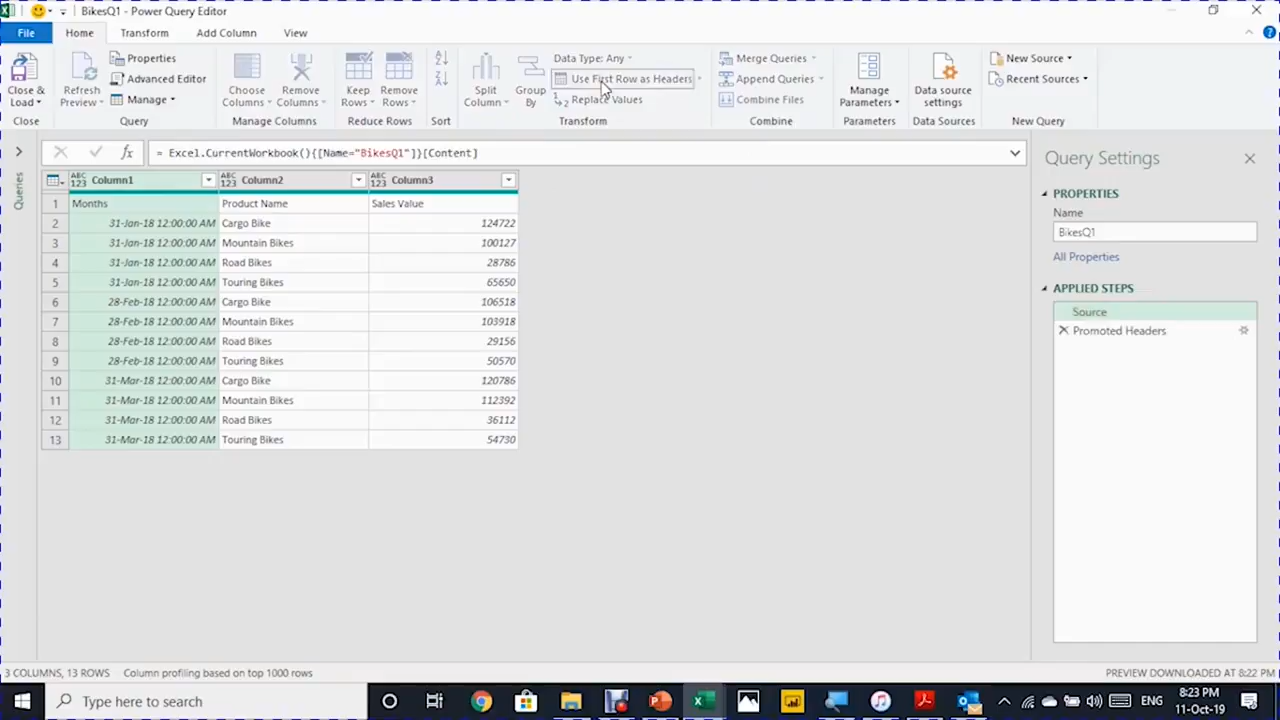 BikesQ1 - Power Query Editor
File Home Transform Add Column View
Close & Load
Close
Refresh Preview
Properties
Advanced Editor
Manage
Query
Choose Columns
Remove Columns
Manage Columns
Keep Rows
Remove Rows
Reduce Rows
Sort
Split Column
Group By
Data Type: Any
Use First Row as Headers
Replace Values
Transform
Merge Queries
Append Queries
Combine Files
Combine
Manage Parameters
Parameters
Data source settings
Data Sources
New Source
Recent Sources
New Query
Queries
fx = Excel.CurrentWorkbook(){[Name="BikesQ1"]}[Content]
ABC 123 Column1 ABC 123 Column2 ABC 123 Column3
1 Months Product Name Sales Value
2 31-Jan-18 12:00:00 AM Cargo Bike 124722
3 31-Jan-18 12:00:00 AM Mountain Bikes 100127
4 31-Jan-18 12:00:00 AM Road Bikes 28786
5 31-Jan-18 12:00:00 AM Touring Bikes 65650
6 28-Feb-18 12:00:00 AM Cargo Bike 106518
7 28-Feb-18 12:00:00 AM Mountain Bikes 103918
8 28-Feb-18 12:00:00 AM Road Bikes 29156
9 28-Feb-18 12:00:00 AM Touring Bikes 50570
10 31-Mar-18 12:00:00 AM Cargo Bike 120786
11 31-Mar-18 12:00:00 AM Mountain Bikes 112392
12 31-Mar-18 12:00:00 AM Road Bikes 36112
13 31-Mar-18 12:00:00 AM Touring Bikes 54730
Query Settings
PROPERTIES
Name
BikesQ1
All Properties
APPLIED STEPS
Source
Promoted Headers
3 COLUMNS, 13 ROWS Column profiling based on top 1000 rows
PREVIEW DOWNLOADED AT 8:22 PM
Type here to search
ENG
8:23 PM
11-Oct-19